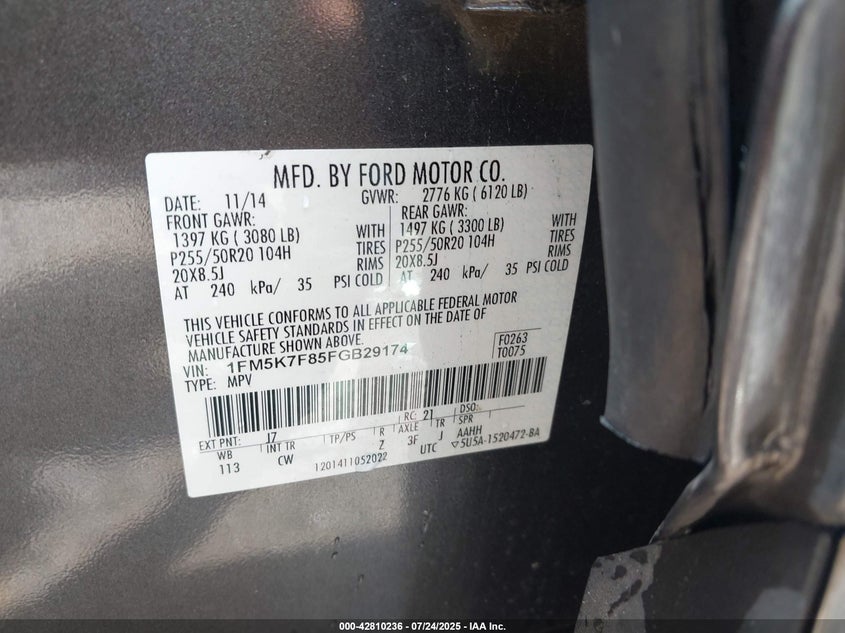 MFD. BY FORD MOTOR CO.
DATE: 11/14 GVWR: 2776 KG ( 6120 LB)
FRONT GAWR: REAR GAWR:
1397 KG ( 3080 LB) WITH 1497 KG ( 3300 LB) WITH
P255/50R20 104H TIRES P255/50R20 104H TIRES
20X8.5J RIMS 20X8.5J RIMS
AT 240 kPa/ 35 PSI COLD AT 240 kPa/ 35 PSI COLD
THIS VEHICLE CONFORMS TO ALL APPLICABLE FEDERAL MOTOR
VEHICLE SAFETY STANDARDS IN EFFECT ON THE DATE OF
MANUFACTURE SHOWN ABOVE.
VIN: 1FM5K7F85FGB29174 F0263
TYPE: MPV T0075
EXT PNT: J7 RC: 21 DSO:
WB INT TR TP/PS R AXLE TR SPR
113 CW Z 3F J AAHH
1201411052022 UTC ▽5U5A-1520472-BA
000-42810236 - 07/24/2025 - IAA Inc.